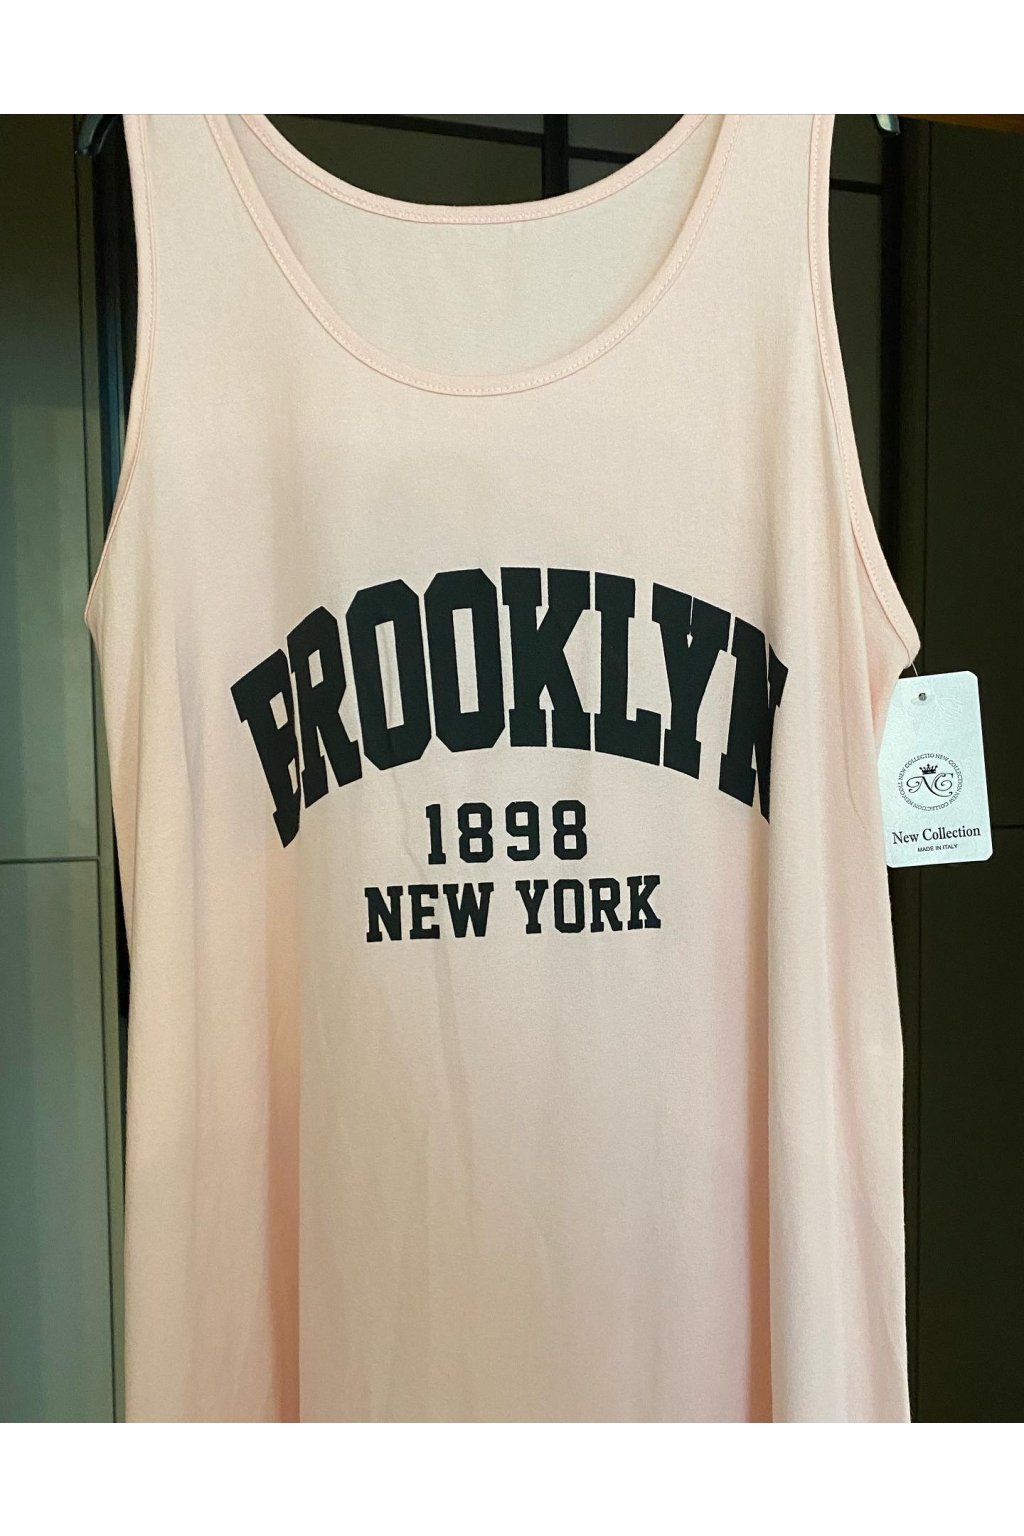 BROOKLYN
1898
NEW YORK
NC
New Collection
MADE IN ITALY